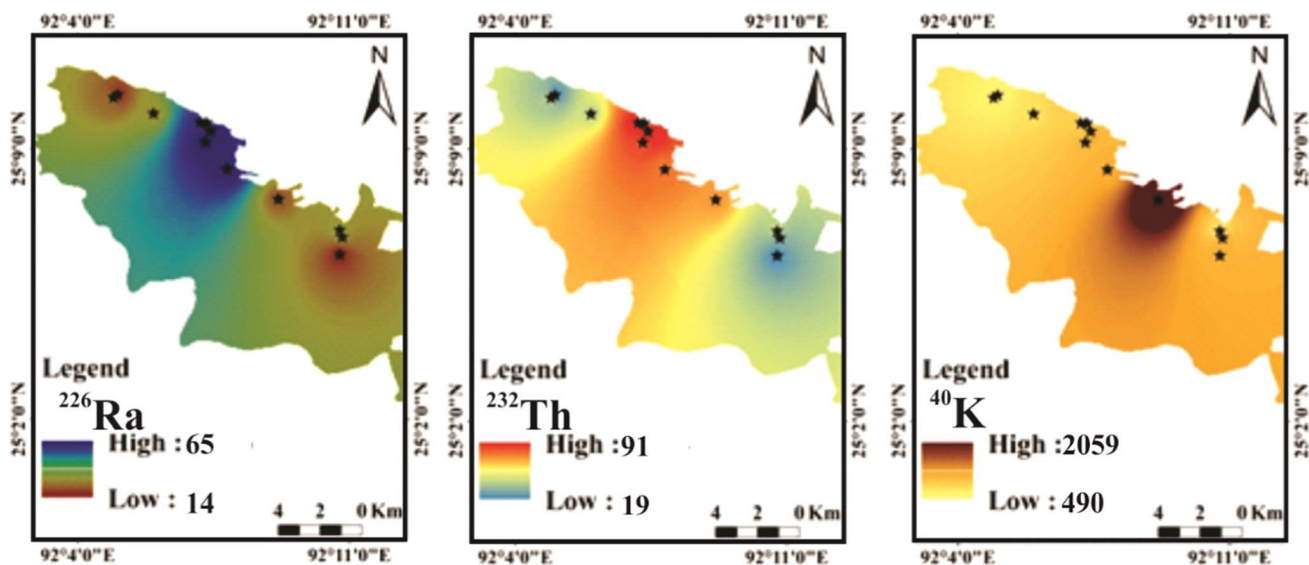 92°4'0"E 92°11'0"E
N
25°9'0"N
25°2'0"N
Legend
226Ra
High : 65
Low : 14
4 2 0 Km
92°4'0"E 92°11'0"E
92°4'0"E 92°11'0"E
N
25°9'0"N
25°2'0"N
Legend
232Th
High : 91
Low : 19
4 2 0 Km
92°4'0"E 92°11'0"E
92°4'0"E 92°11'0"E
N
25°9'0"N 25°9'0"N
25°2'0"N 25°2'0"N
Legend
40K
High : 2059
Low : 490
4 2 0 Km
92°4'0"E 92°11'0"E